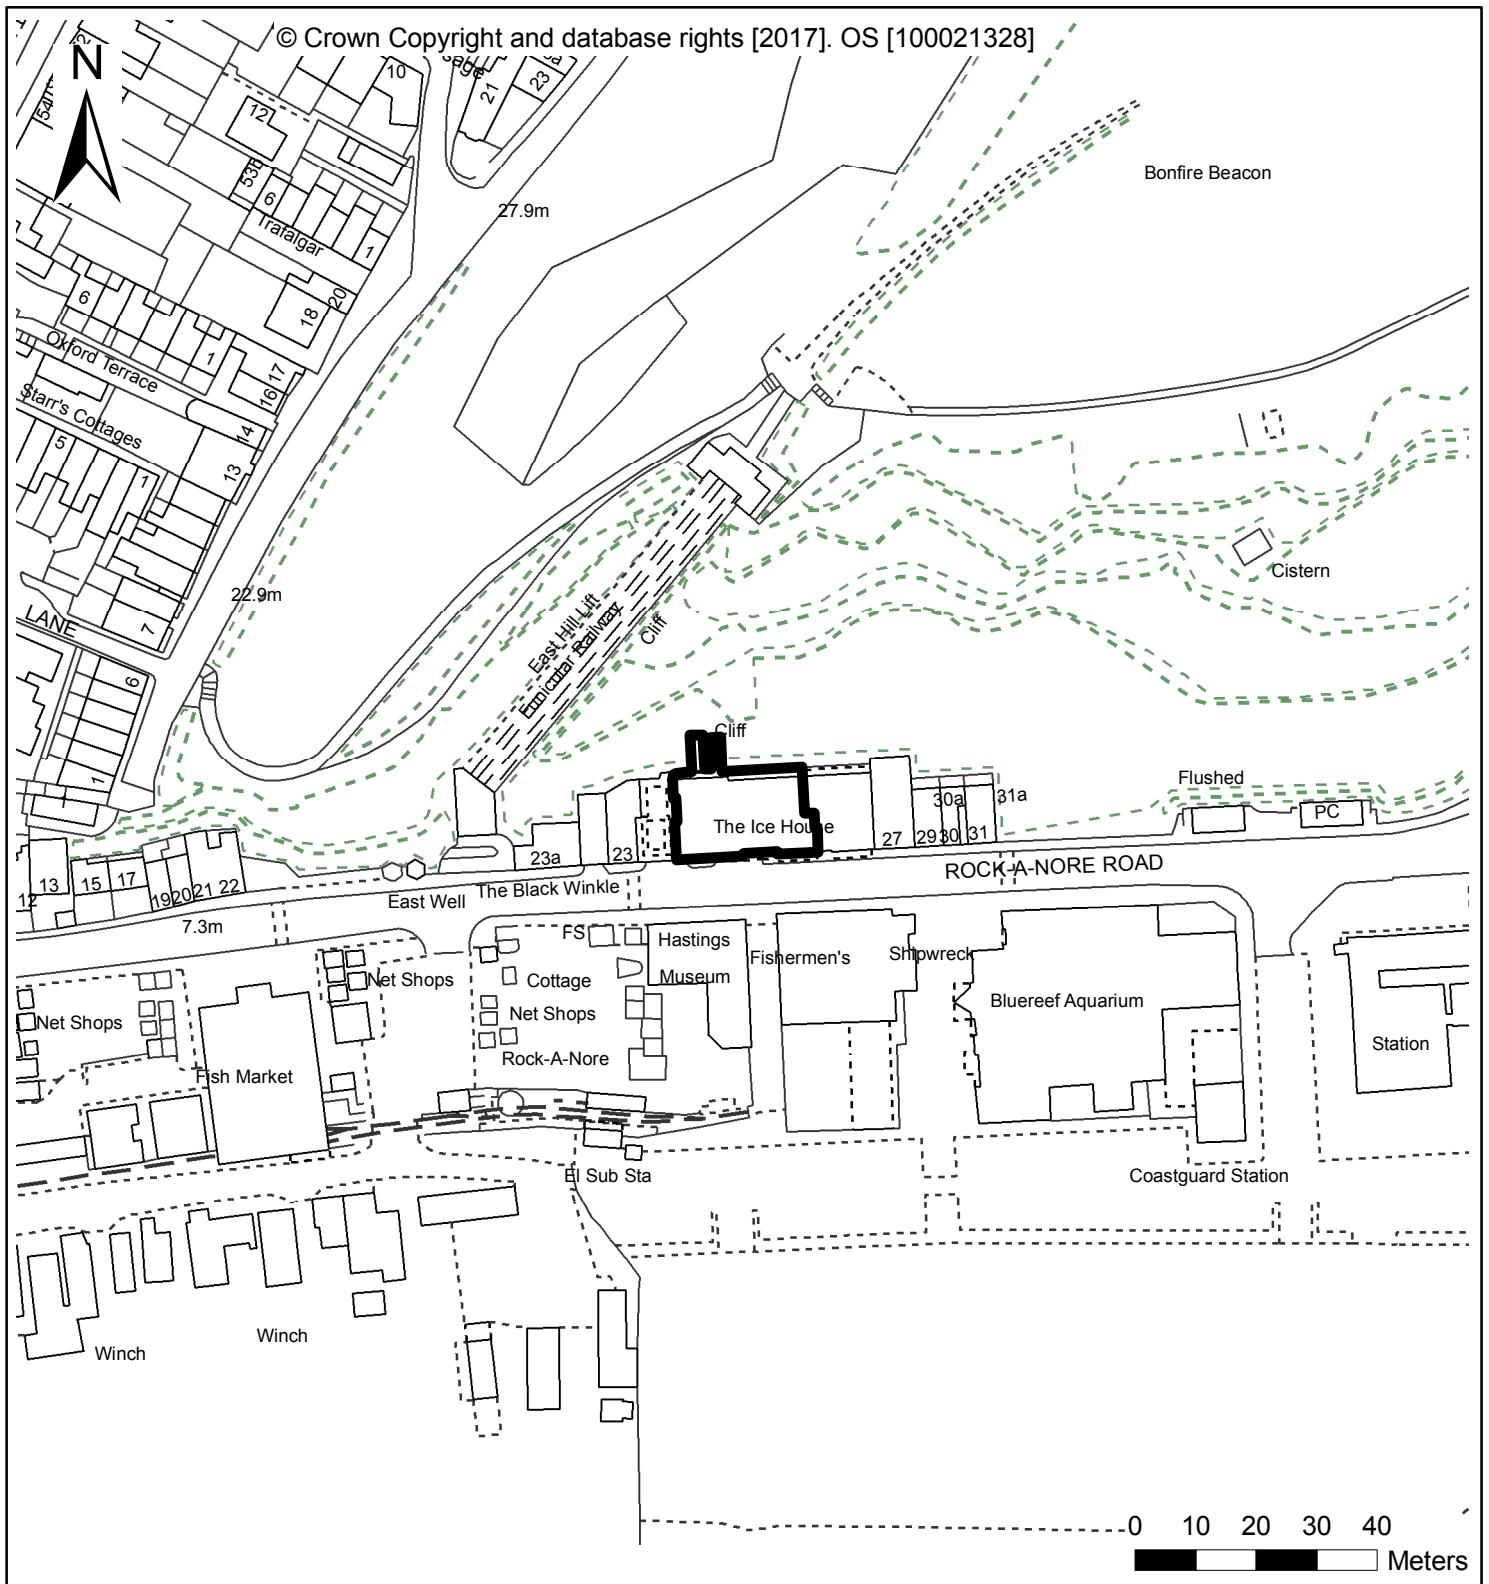 © Crown Copyright and database rights [2017]. OS [100021328]
N
10
12
21
23
54
53b
6
Trafalgar
1
27.9m
Bonfire Beacon
20
18
6
Oxford Terrace
1
17
16
Starr's Cottages
5
14
13
1
22.9m
LANE
7
6
1
East Hill Lift
Funicular Railway
Cliff
Cistern
Cliff
The Ice House
Flushed
PC
30a
31a
27
29
30
31
23a
23
ROCK-A-NORE ROAD
12
13
15
17
19
20
21
22
7.3m
East Well
The Black Winkle
FS
Hastings
Fishermen's
Shipwreck
Museum
Net Shops
Cottage
Net Shops
Bluereef Aquarium
Net Shops
Rock-A-Nore
Station
Fish Market
El Sub Sta
Coastguard Station
Winch
Winch
0 10 20 30 40
Meters